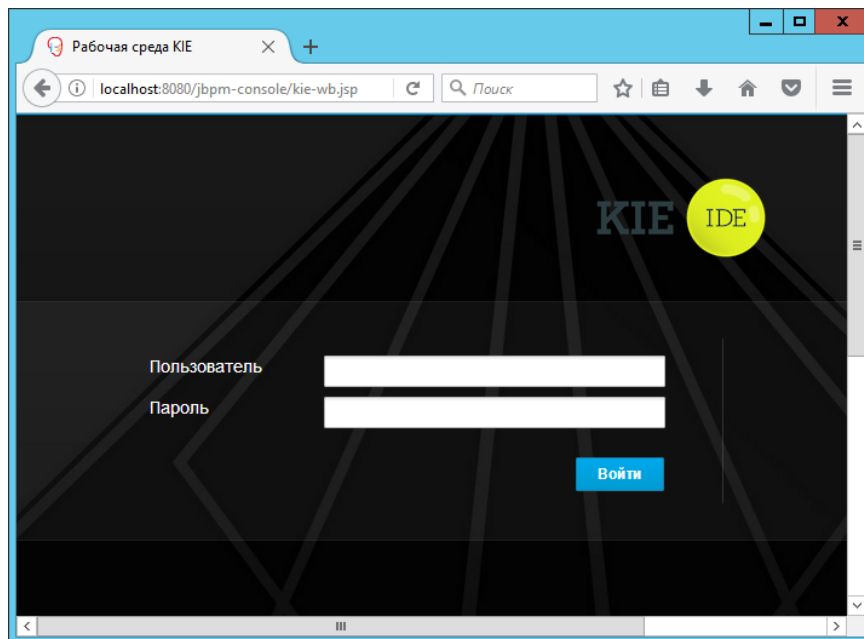 Рабочая среда KIE
localhost:8080/jbpm-console/kie-wb.jsp
Поиск
KIE IDE
Пользователь
Пароль
Войти